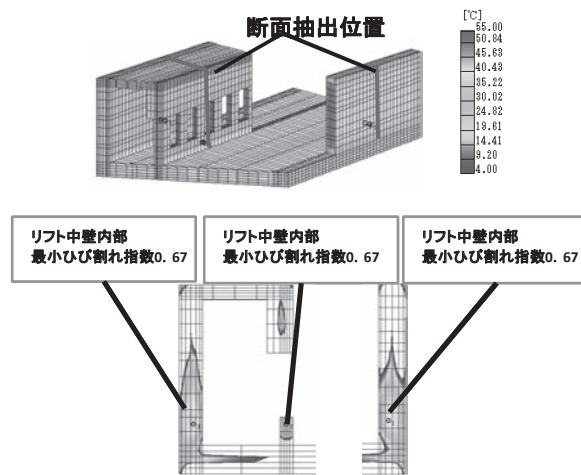 断面抽出位置
[℃]
55.00
50.84
45.63
40.43
35.22
30.02
24.82
19.61
14.41
9.20
4.00
リフト中壁内部
最小ひび割れ指数0. 67
リフト中壁内部
最小ひび割れ指数0. 67
リフト中壁内部
最小ひび割れ指数0. 67